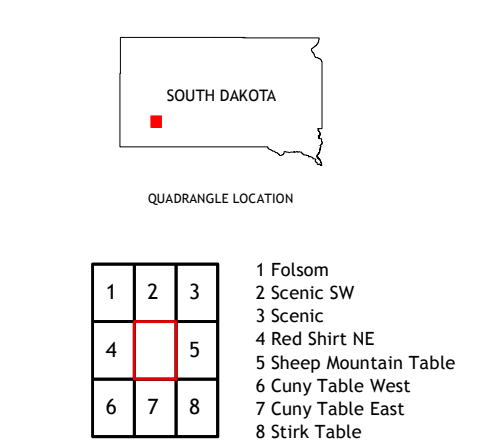 SOUTH DAKOTA
QUADRANGLE LOCATION
1 2 3
4 5
6 7 8
1 Folsom
2 Scenic SW
3 Scenic
4 Red Shirt NE
5 Sheep Mountain Table
6 Cuny Table West
7 Cuny Table East
8 Stirk Table